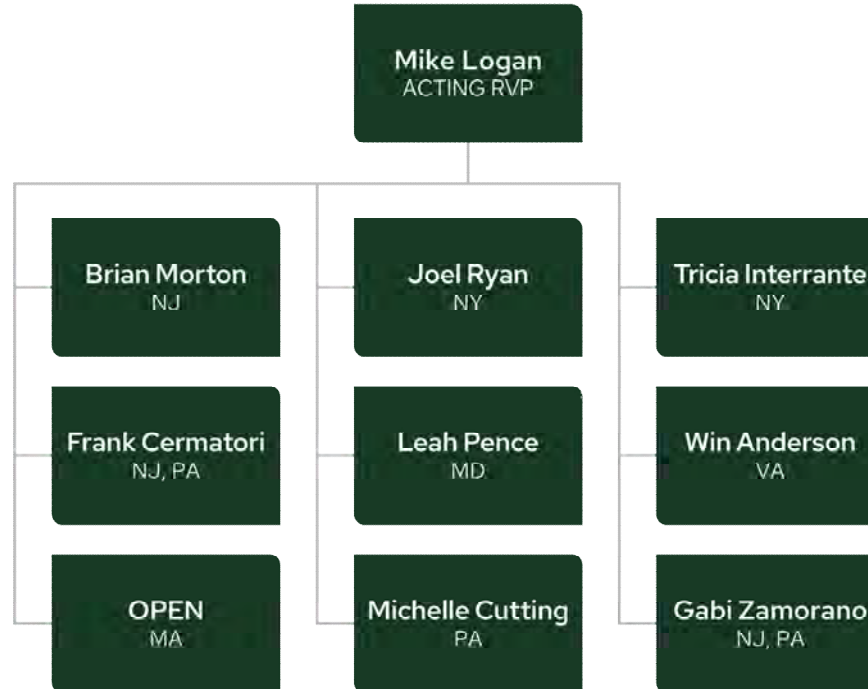 Mike Logan
ACTING RVP
Brian Morton
NJ
Joel Ryan
NY
Tricia Interrante
NY
Frank Cermatori
NJ, PA
Leah Pence
MD
Win Anderson
VA
OPEN
MA
Michelle Cutting
PA
Gabi Zamorano
NJ, PA